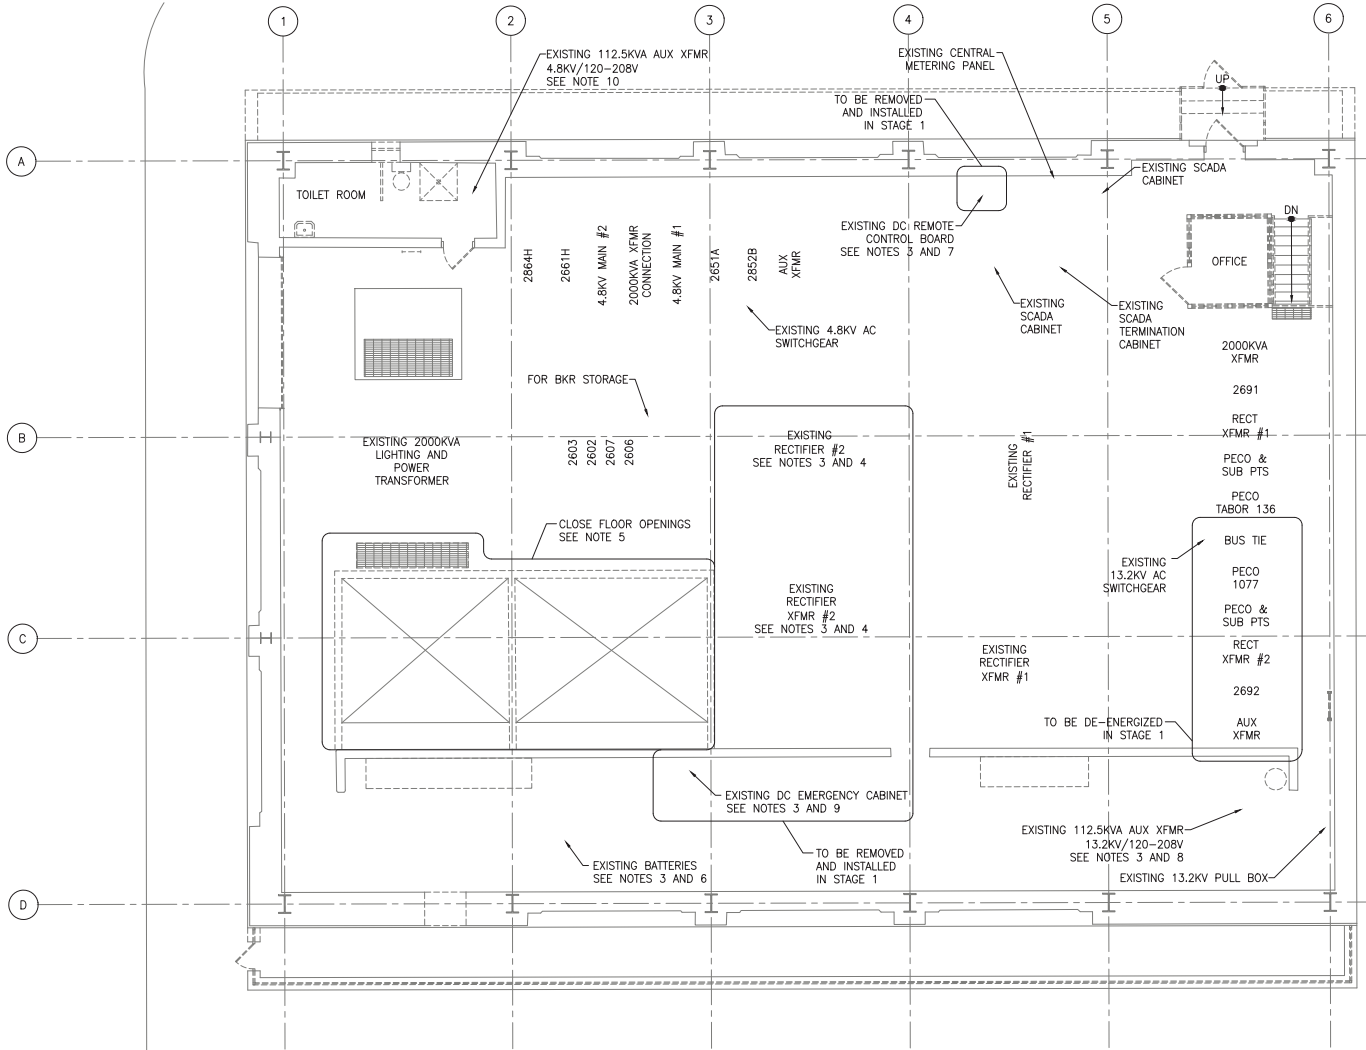 1
2
3
4
5
6
EXISTING 112.5KVA AUX XFMR
4.8KV/120-208V
SEE NOTE 10
EXISTING CENTRAL
METERING PANEL
TO BE REMOVED
AND INSTALLED
IN STAGE 1
UP
A
TOILET ROOM
EXISTING SCADA
CABINET
EXISTING DC REMOTE
CONTROL BOARD
SEE NOTES 3 AND 7
DN
OFFICE
2864H
2661H
4.8KV MAIN #2
2000KVA XFMR
CONNECTION
4.8KV MAIN #1
2651A
2852B
AUX
XFMR
EXISTING
SCADA
CABINET
EXISTING
SCADA
TERMINATION
CABINET
EXISTING 4.8KV AC
SWITCHGEAR
2000KVA
XFMR
FOR BKR STORAGE
2691
B
EXISTING 2000KVA
LIGHTING AND
POWER
TRANSFORMER
2603
2602
2607
2606
EXISTING
RECTIFIER #2
SEE NOTES 3 AND 4
EXISTING
RECTIFIER #1
RECT
XFMR #1
PECO &
SUB PTS
PECO
TABOR 136
CLOSE FLOOR OPENINGS
SEE NOTE 5
BUS TIE
EXISTING
13.2KV AC
SWITCHGEAR
PECO
1077
EXISTING
RECTIFIER
XFMR #2
SEE NOTES 3 AND 4
PECO &
SUB PTS
C
EXISTING
RECTIFIER
XFMR #1
RECT
XFMR #2
2692
TO BE DE-ENERGIZED
IN STAGE 1
AUX
XFMR
EXISTING DC EMERGENCY CABINET
SEE NOTES 3 AND 9
EXISTING 112.5KVA AUX XFMR
13.2KV/120-208V
SEE NOTES 3 AND 8
EXISTING BATTERIES
SEE NOTES 3 AND 6
TO BE REMOVED
AND INSTALLED
IN STAGE 1
EXISTING 13.2KV PULL BOX
D